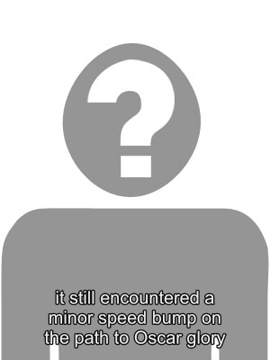 ?
it still encountered a
minor speed bump on
the path to Oscar glory